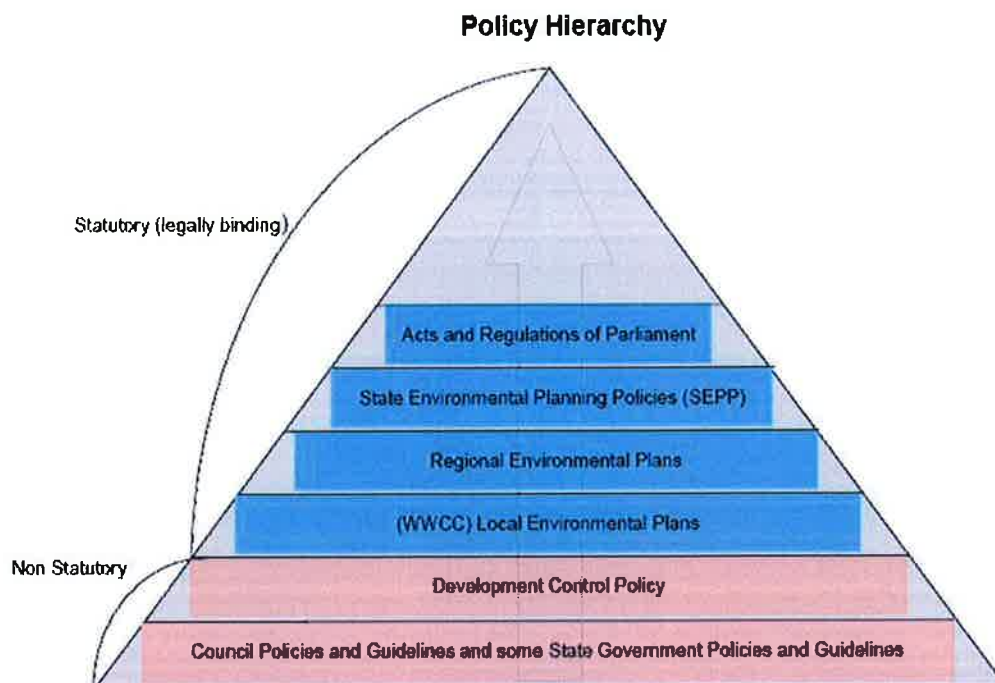 Policy Hierarchy
Statutory (legally binding)
Acts and Regulations of Parliament
State Environmental Planning Policies (SEPP)
Regional Environmental Plans
(WWCC) Local Environmental Plans
Non Statutory
Development Control Policy
Council Policies and Guidelines and some State Government Policies and Guidelines